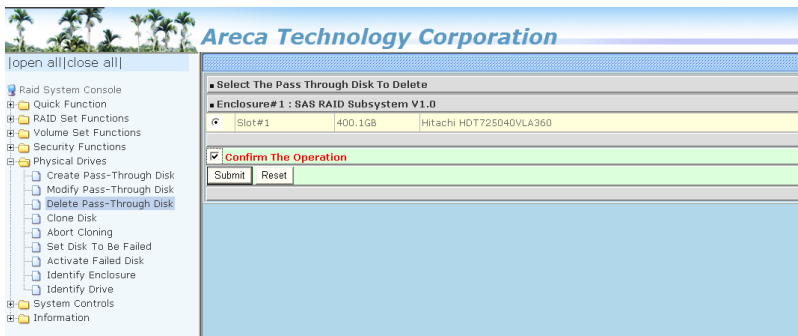 Areca Technology Corporation
|open all|close all|
Raid System Console
Quick Function
RAID Set Functions
Volume Set Functions
Security Functions
Physical Drives
Create Pass-Through Disk
Modify Pass-Through Disk
Delete Pass-Through Disk
Clone Disk
Abort Cloning
Set Disk To Be Failed
Activate Failed Disk
Identify Enclosure
Identify Drive
System Controls
Information
Select The Pass Through Disk To Delete
Enclosure#1 : SAS RAID Subsystem V1.0
Slot#1 400.1GB Hitachi HDT725040VLA360
Confirm The Operation
Submit Reset